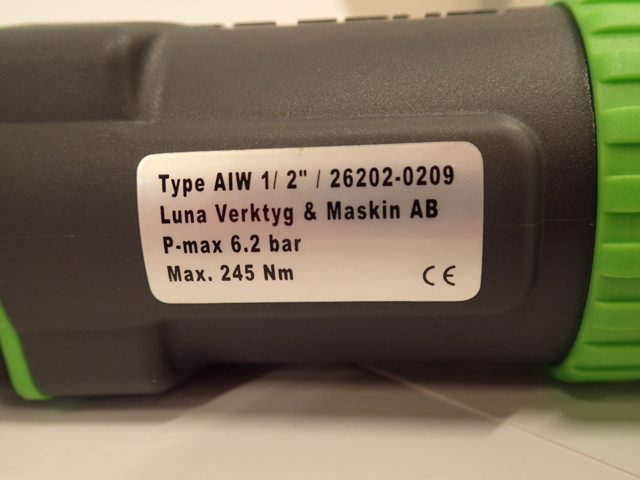 Type AIW 1/ 2" / 26202-0209
Luna Verktyg & Maskin AB
P-max 6.2 bar
Max. 245 Nm
CE